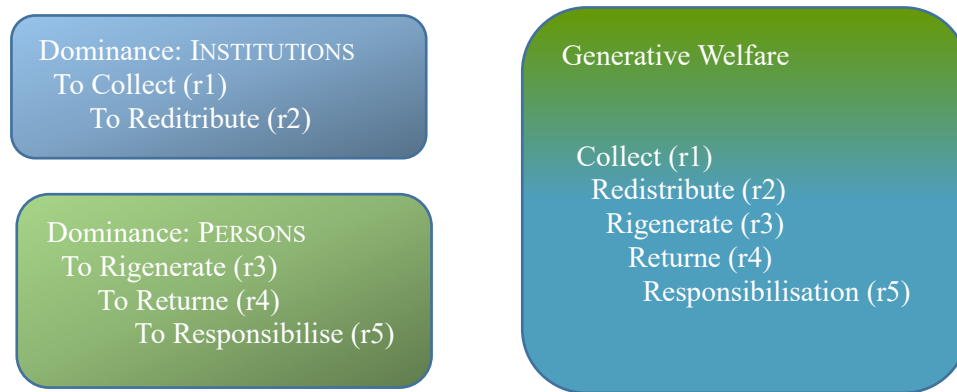 Dominance: INSTITUTIONS
To Collect (r1)
To Reditribute (r2)
Dominance: PERSONS
To Rigenerate (r3)
To Returne (r4)
To Responsibilise (r5)
Generative Welfare
Collect (r1)
Redistribute (r2)
Rigenerate (r3)
Returne (r4)
Responsibilisation (r5)